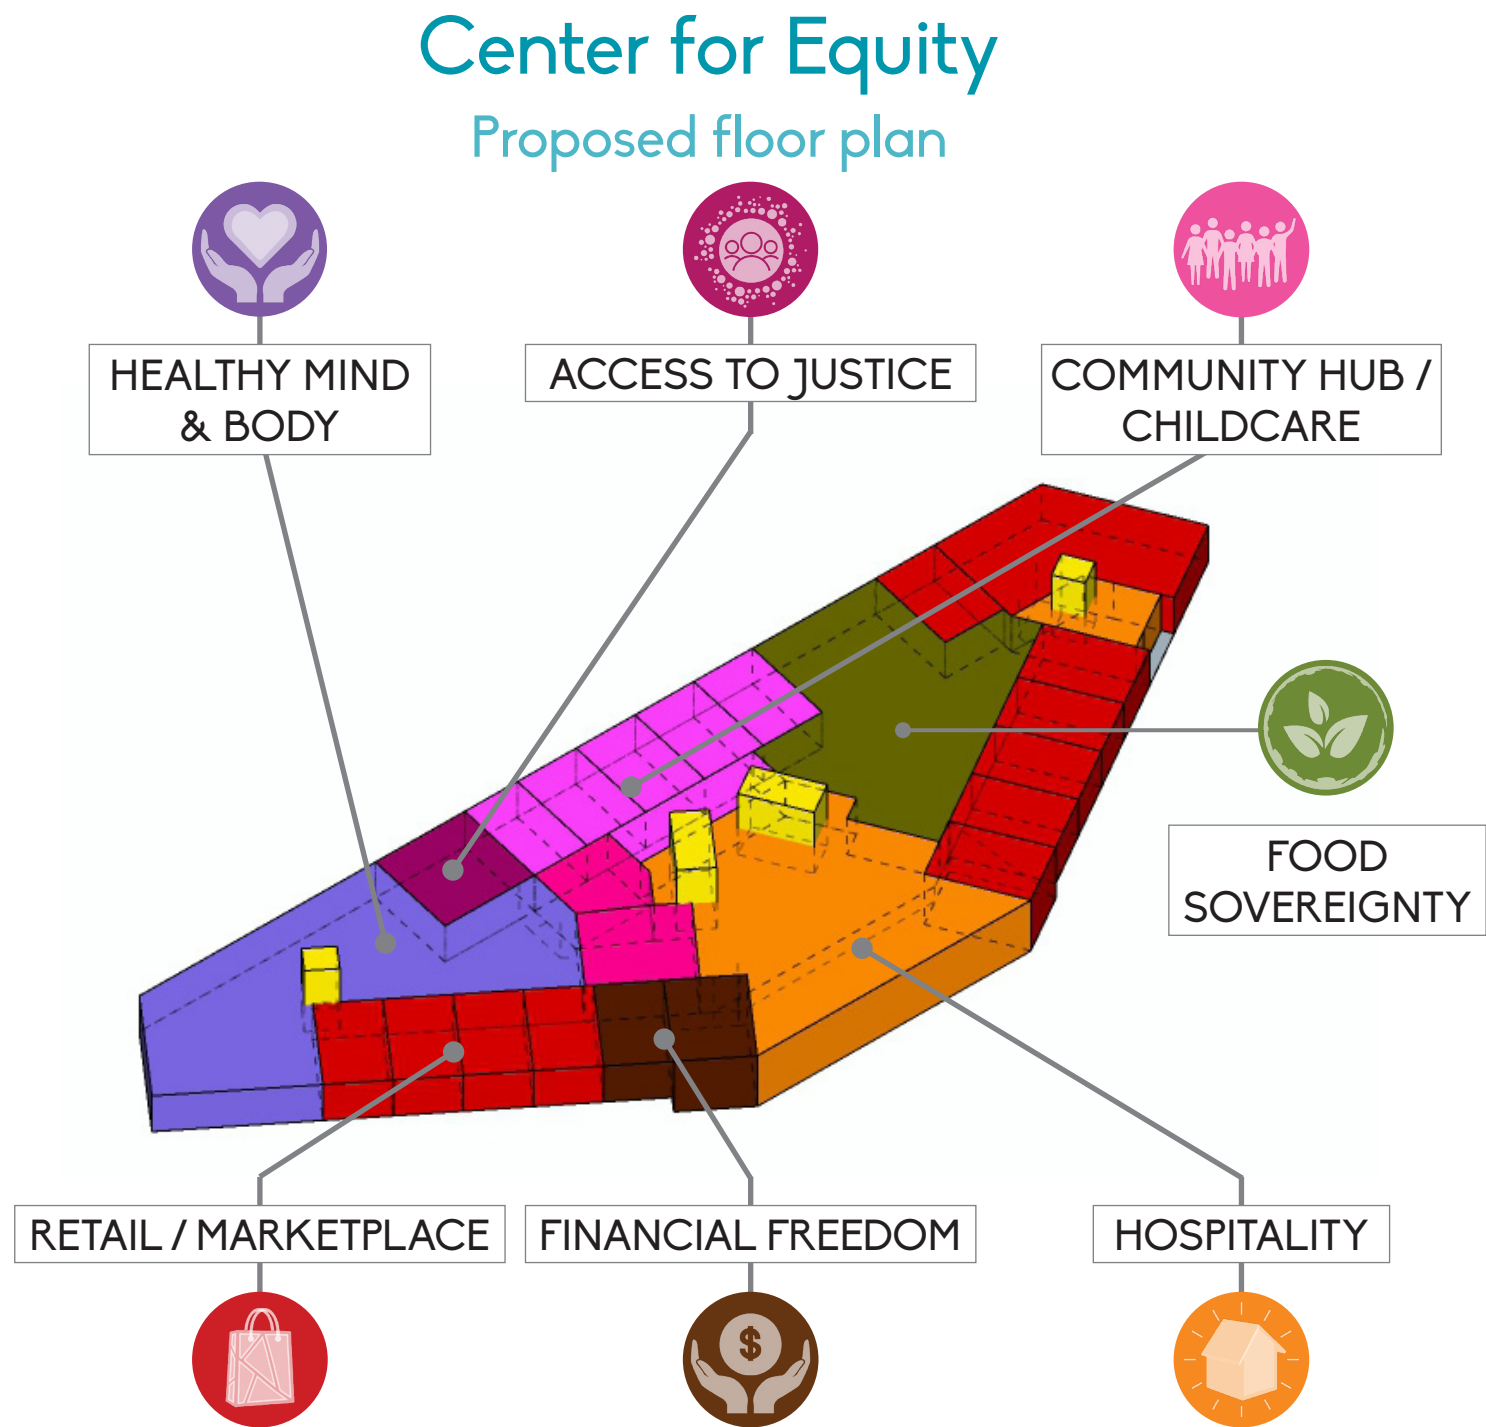 Center for Equity
Proposed floor plan
HEALTHY MIND
& BODY
ACCESS TO JUSTICE
COMMUNITY HUB /
CHILDCARE
FOOD
SOVEREIGNTY
RETAIL / MARKETPLACE
FINANCIAL FREEDOM
HOSPITALITY
$